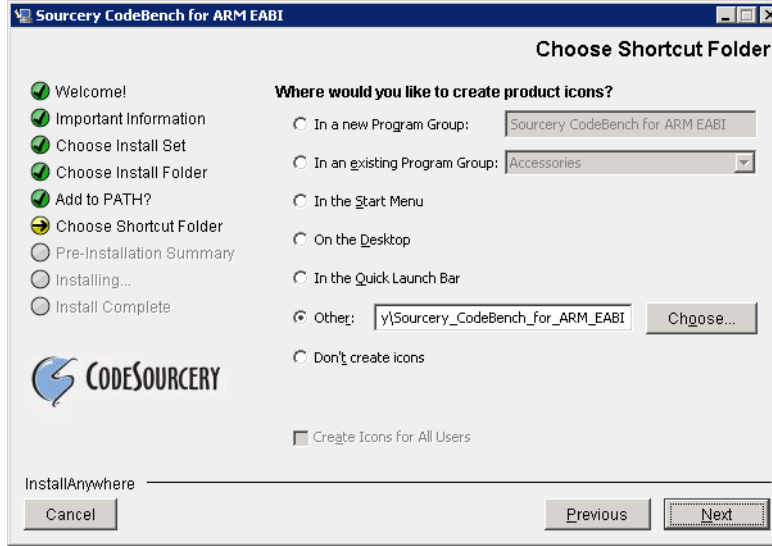 Sourcery CodeBench for ARM EABI
Choose Shortcut Folder
Welcome!
Important Information
Choose Install Set
Choose Install Folder
Add to PATH?
Choose Shortcut Folder
Pre-Installation Summary
Installing...
Install Complete
CODESOURCERY
Where would you like to create product icons?
In a new Program Group: Sourcery CodeBench for ARM EABI
In an existing Program Group: Accessories
In the Start Menu
On the Desktop
In the Quick Launch Bar
Other: y\Sourcery_CodeBench_for_ARM_EABI Choose...
Don't create icons
Create Icons for All Users
InstallAnywhere
Cancel Previous Next